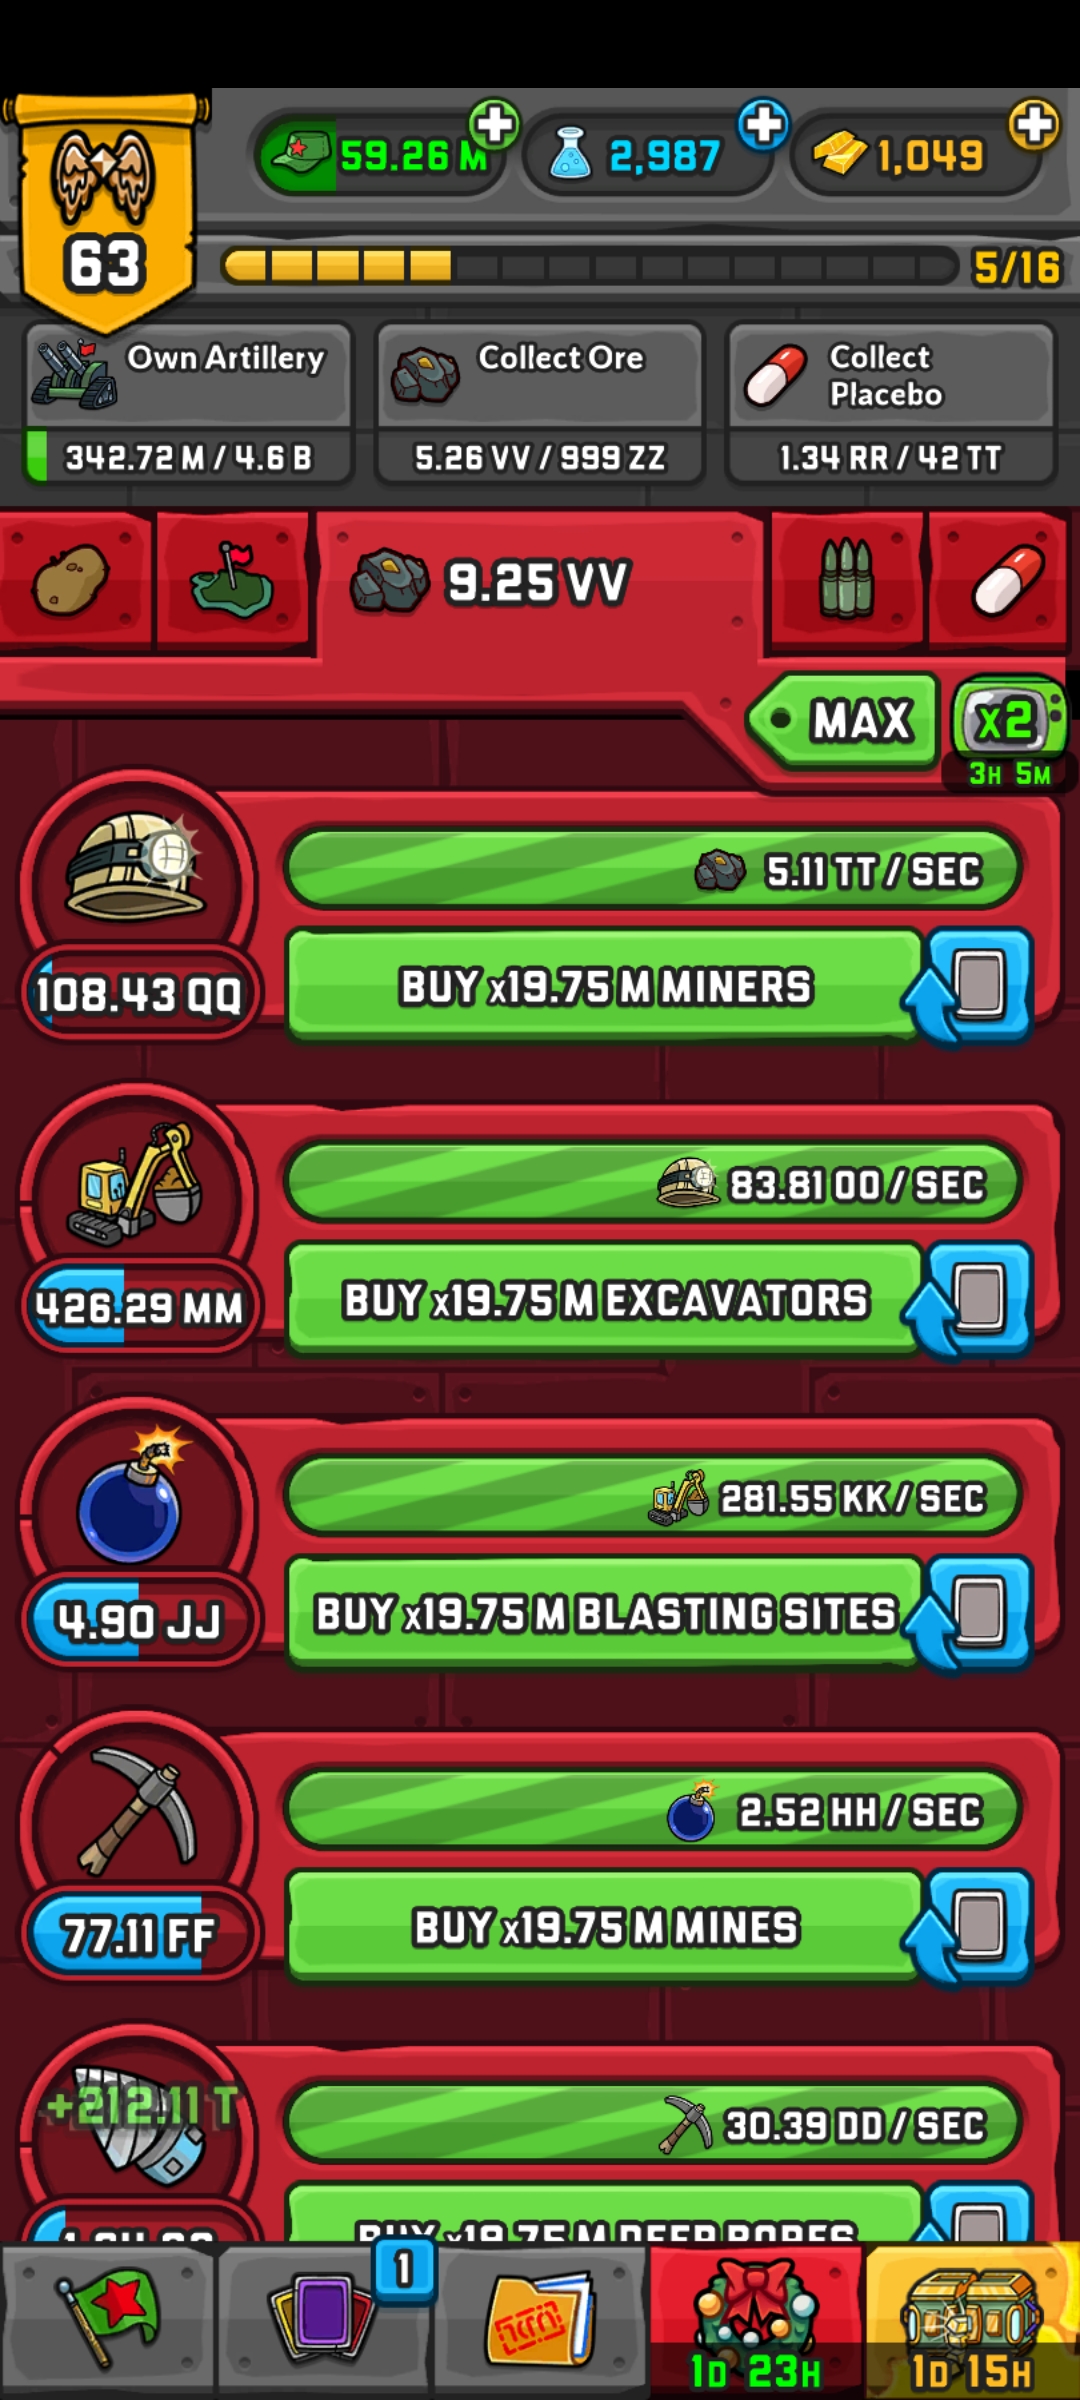 59.26 M
2,987
1,049
63
5/16
Own Artillery
342.72 M / 4.6 B
Collect Ore
5.26 VV / 999 ZZ
Collect
Placebo
1.34 RR / 42 TT
9.25 VV
MAX
x2
3H 5M
5.11 TT / SEC
108.43 QQ
BUY x19.75 M MINERS
83.81 OO / SEC
426.29 MM
BUY x19.75 M EXCAVATORS
281.55 KK / SEC
4.90 JJ
BUY x19.75 M BLASTING SITES
2.52 HH / SEC
77.11 FF
BUY x19.75 M MINES
+212.11 T
30.39 DD / SEC
BUY x19.75 M DEEP BORES
1
1D 23H
1D 15H